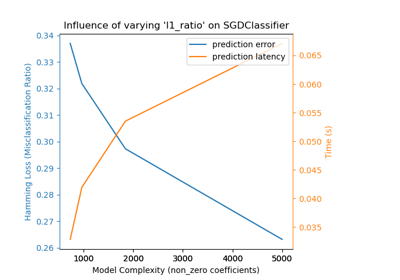 Influence of varying 'l1_ratio' on SGDClassifier
prediction error
prediction latency
Hamming Loss (Misclassification Ratio)
0.34
0.33
0.32
0.31
0.30
0.29
0.28
0.27
0.26
0.065
0.060
0.055
0.050
0.045
0.040
0.035
Time (s)
1000 2000 3000 4000 5000
Model Complexity (non_zero coefficients)